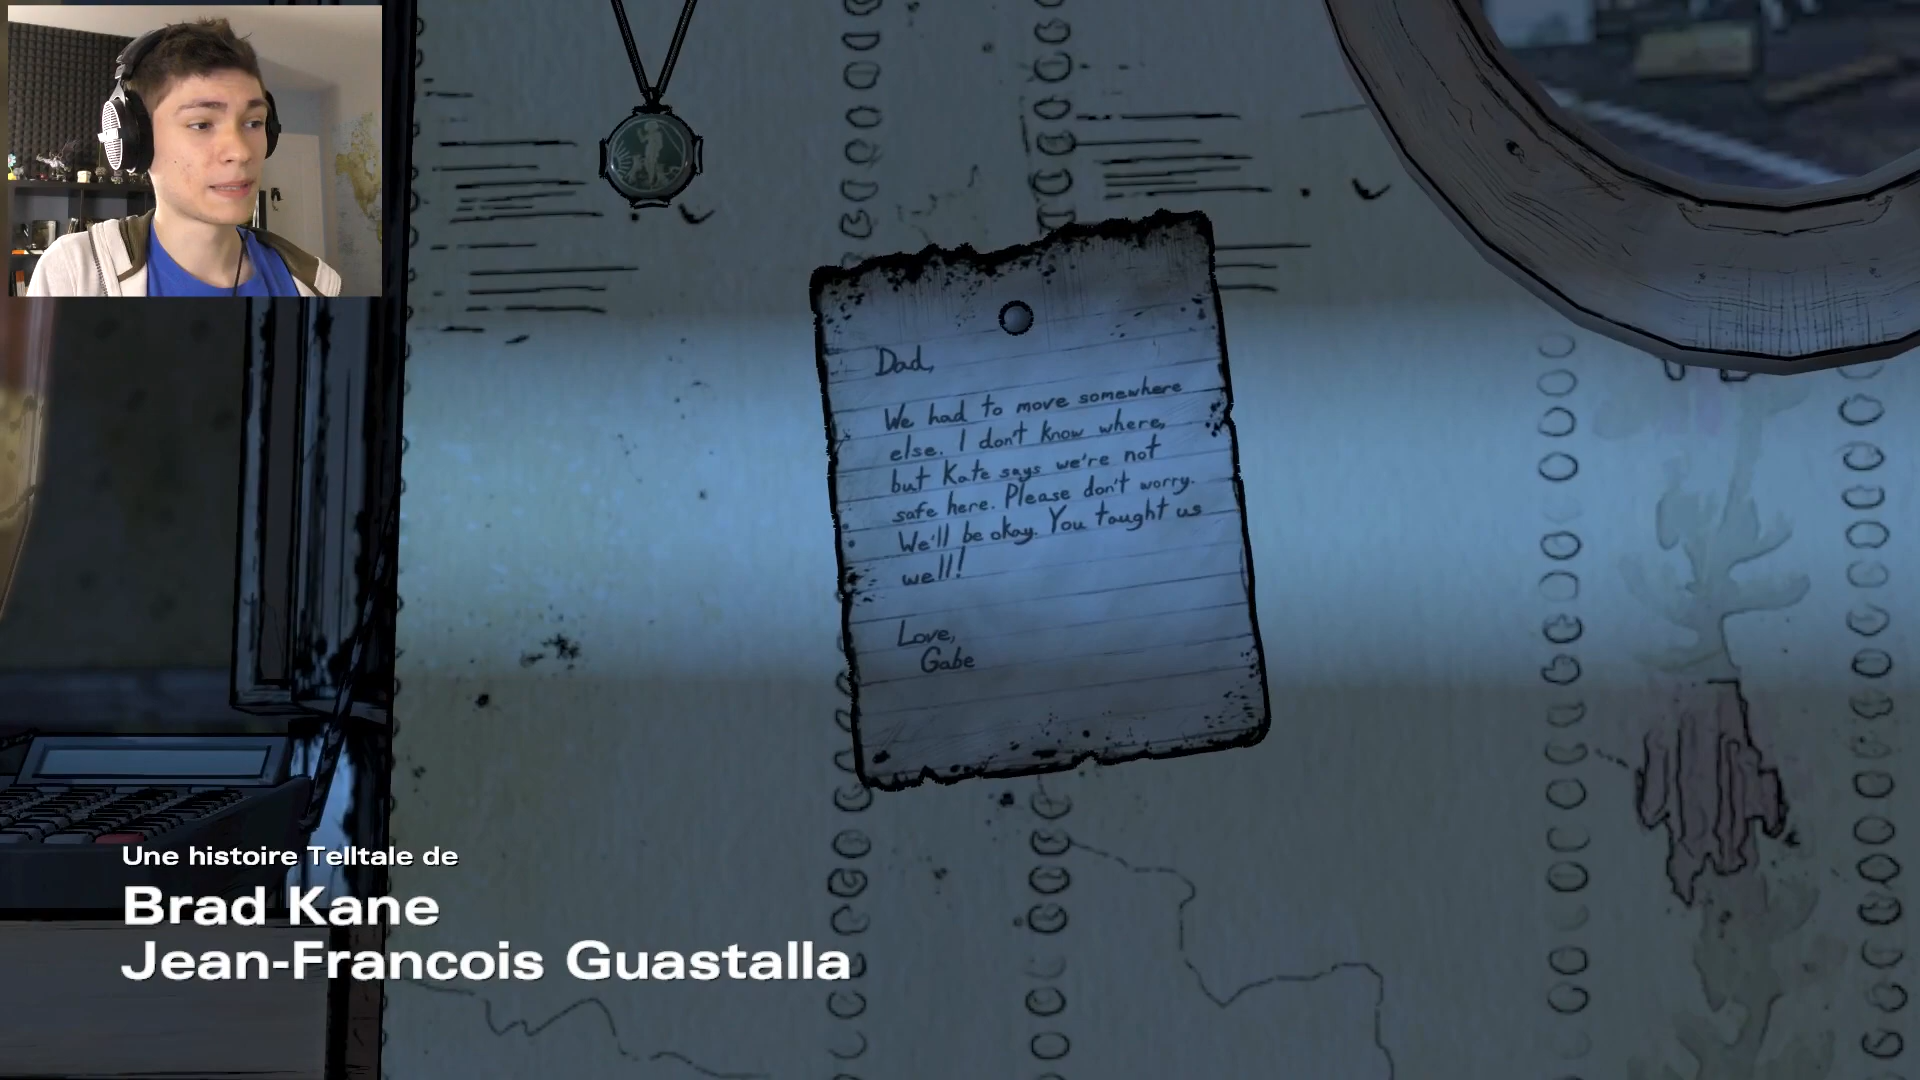 Dad,
We had to move somewhere
else. I don't know where,
but Kate says we're not
safe here. Please don't worry.
We'll be okay. You taught us
well!
Love,
Gabe
Une histoire Telltale de
Brad Kane
Jean-Francois Guastalla